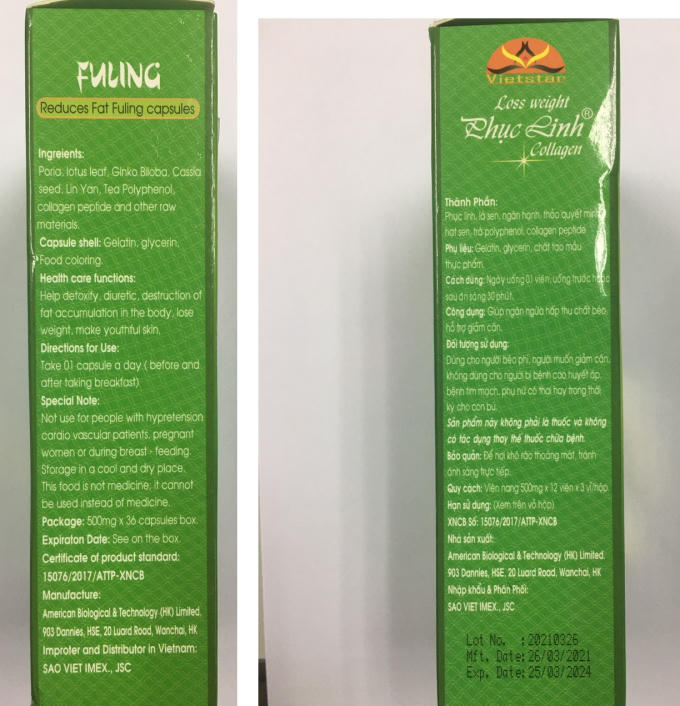 FULING
Reduces Fat Fuling capsules
Ingreients:
Poria, lotus leaf, Ginko Biloba, Cassia
seed, Lin Yan, Tea Polyphenol,
collagen peptide and other raw
materials.
Capsule shell: Gelatin, glycerin,
Food coloring.
Health care functions:
Help detoxify, diuretic, destruction of
fat accumulation in the body, lose
weight, make youthful skin.
Directions for Use:
Take 01 capsule a day ( before and
after taking breakfast)
Special Note:
Not use for people with hypretension
cardio vascular patients, pregnant
women or during breast - feeding.
Storage in a cool and dry place.
This food is not medicine; it cannot
be used instead of medicine.
Package: 500mg x 36 capsules box.
Expiraton Date: See on the box.
Certificate of product standard:
15076/2017/ATTP-XNCB
Manufacture:
American Biological & Technology (HK) Limited.
903 Dannies, HSE, 20 Luard Road, Wanchai, HK
Improter and Distributor in Vietnam:
SAO VIET IMEX., JSC
Vietstar
Loss weight
Phục Linh®
Collagen
Thành Phần:
Phục linh, lá sen, ngân hạnh, thảo quyết minh
hạt sen, trà polyphenol, collagen peptide
Phụ liệu: Gelatin, glycerin, chất tạo màu
thực phẩm.
Cách dùng: Ngày uống 01 viên, uống trước hoặc
sau ăn sáng 30 phút.
Công dụng: Giúp ngăn ngừa hấp thu chất béo,
hỗ trợ giảm cân.
Đối tượng sử dụng:
Dùng cho người béo phì, người muốn giảm cân,
không dùng cho người bị bệnh cao huyết áp,
bệnh tim mạch, phụ nữ có thai hay trong thời
kỳ cho con bú.
Sản phẩm này không phải là thuốc và không
có tác dụng thay thế thuốc chữa bệnh.
Bảo quản: Để nơi khô ráo thoáng mát, tránh
ánh sáng trực tiếp.
Quy cách: Viên nang 500mg x 12 viên x 3 vỉ/hộp.
Hạn sử dụng: (Xem trên vỏ hộp)
XNCB Số: 15076/2017/ATTP-XNCB
Nhà sản xuất:
American Biological & Technology (HK) Limited.
903 Dannies, HSE, 20 Luard Road, Wanchai, HK
Nhập khẩu & Phân Phối:
SAO VIET IMEX., JSC
Lot No. : 20210326
Mft. Date: 26/03/2021
Exp. Date: 25/03/2024